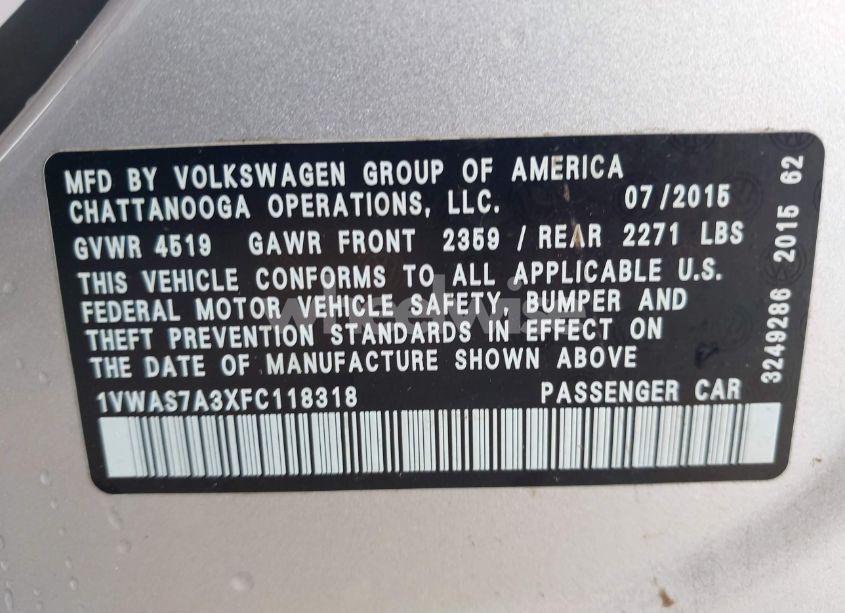 MFD BY VOLKSWAGEN GROUP OF AMERICA
CHATTANOOGA OPERATIONS, LLC. 07/2015
GVWR 4519 GAWR FRONT 2359 / REAR 2271 LBS
THIS VEHICLE CONFORMS TO ALL APPLICABLE U.S.
FEDERAL MOTOR VEHICLE SAFETY, BUMPER AND
THEFT PREVENTION STANDARDS IN EFFECT ON
THE DATE OF MANUFACTURE SHOWN ABOVE
1VWAS7A3XFC118318 PASSENGER CAR
3249286 2015 62